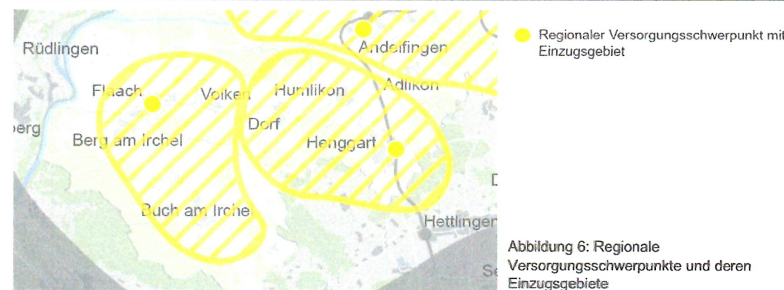 Regionaler Versorgungsschwerpunkt mit
Einzugsgebiet
Rüdlingen
Andelfingen
Flaach
Volken
Humlikon
Adlikon
Dorf
Berg am Irchel
Henggart
Buch am Irchel
Hettlingen
Abbildung 6: Regionale
Versorgungsschwerpunkte und deren
Einzugsgebiete